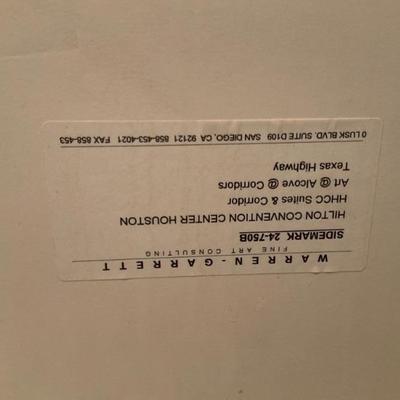 WARREN-GARRETT
FINE ART CONSULTING
SIDEMARK 24-750B
HILTON CONVENTION CENTER HOUSTON
HHCC Suites & Corridor
Art @ Alcove @ Corridors
Texas Highway
0 LUSK BLVD. SUITE D109 SAN DIEGO, CA 92121 858-453-4021 FAX 858-453